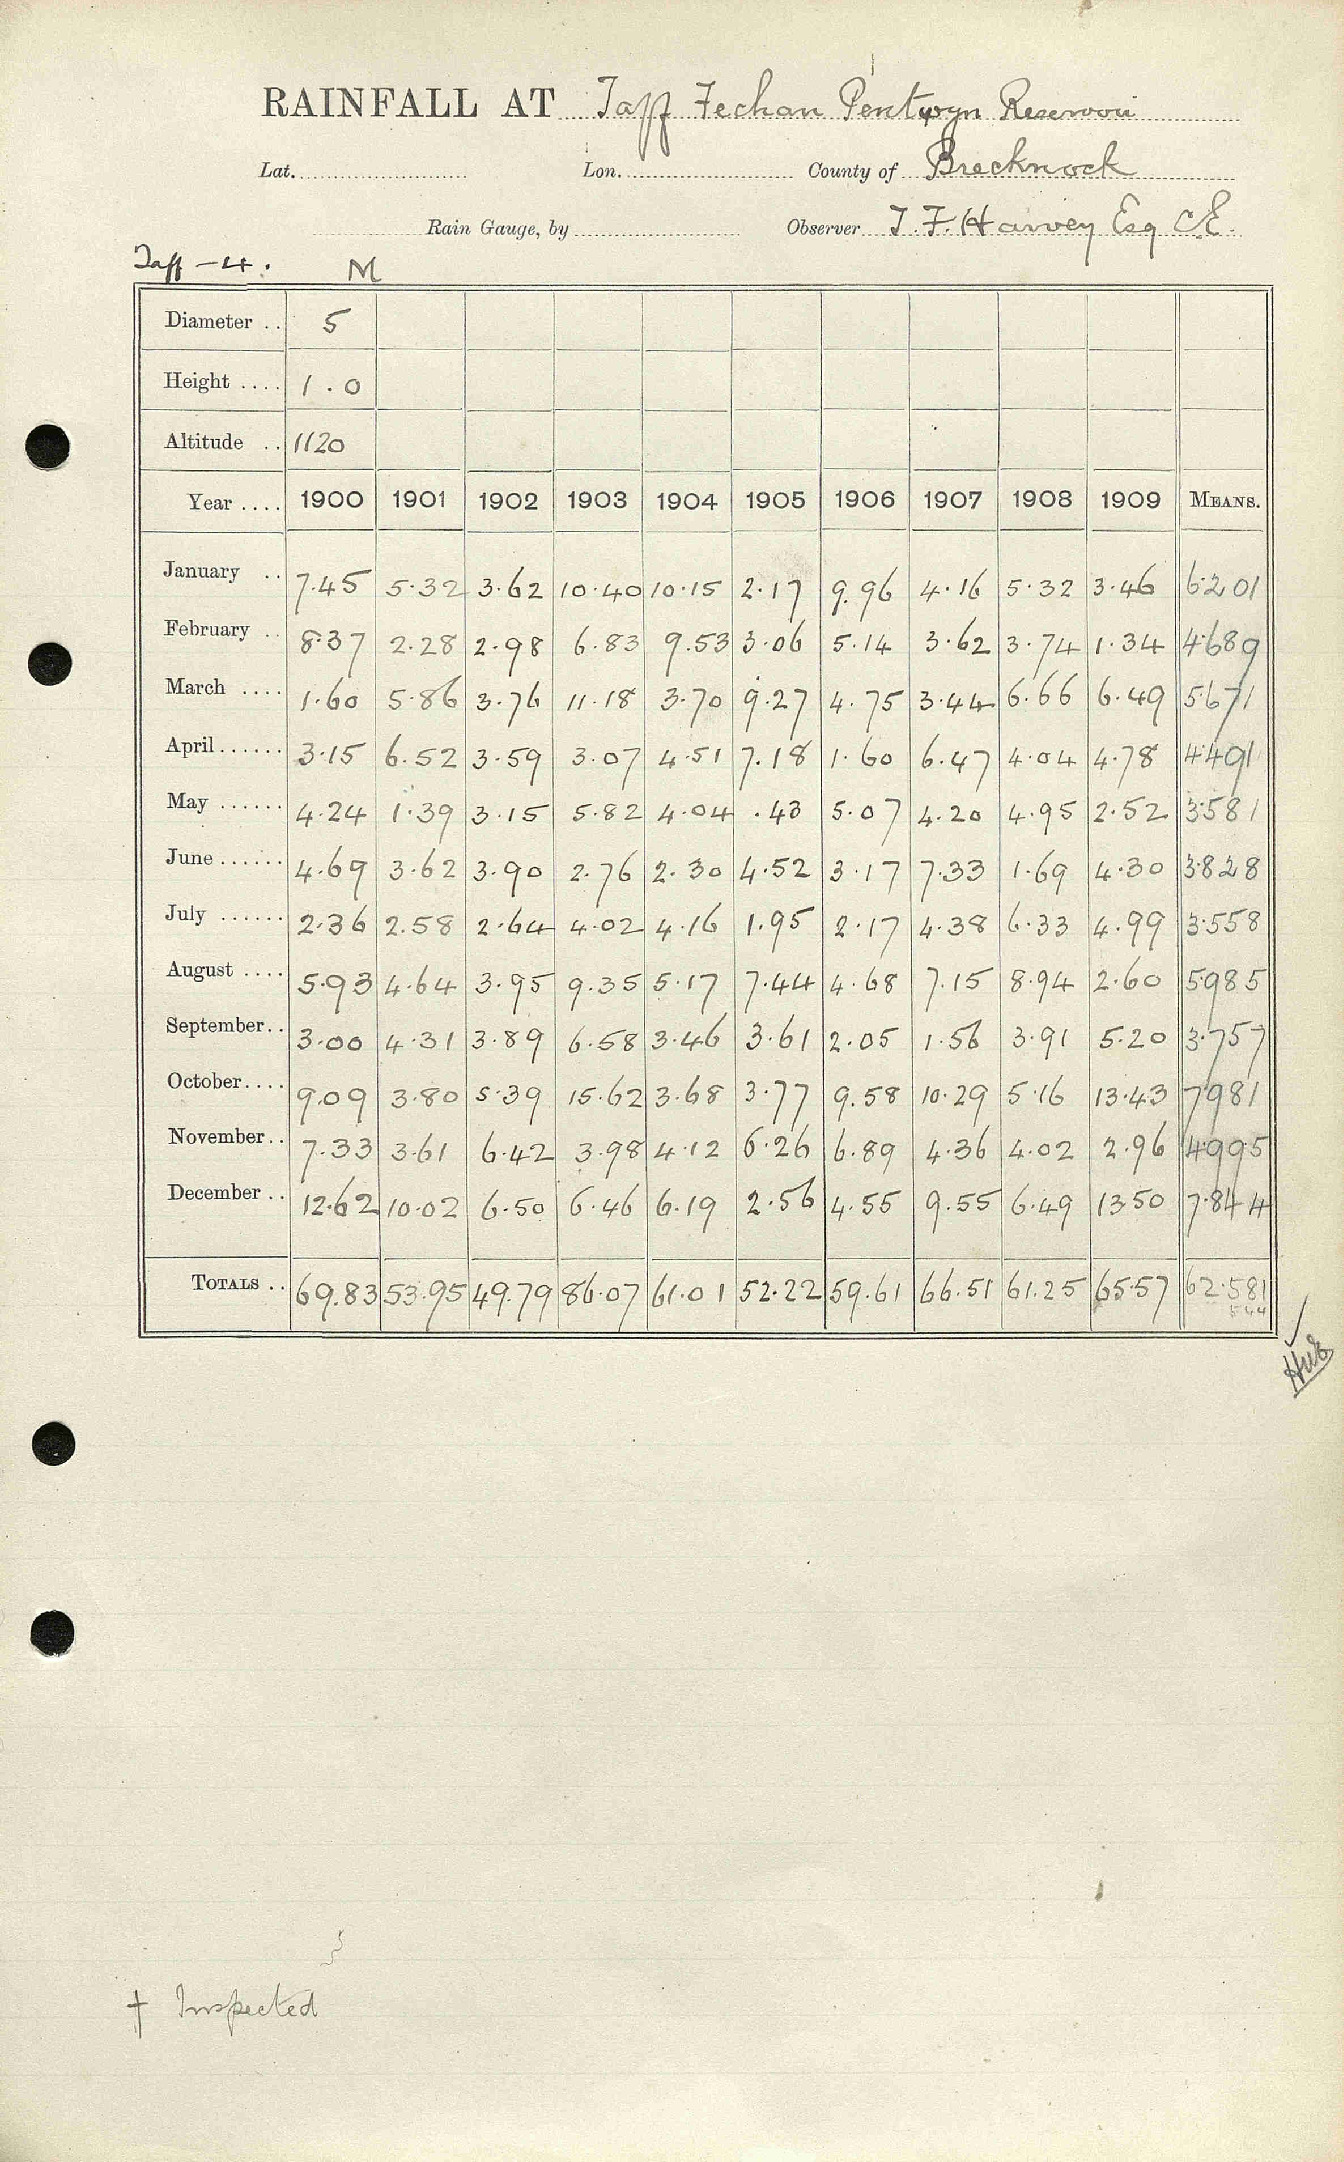 RAINFALL AT Taff Fechan Pentwyn Reservoir
Lat. Lon. County of Brecknock
Rain Gauge, by Observer T. F. Harvey Esq CE.
Taff - 4. M
Diameter .. 5
Height .... 1.0
Altitude .. 1120
Year .... 1900 1901 1902 1903 1904 1905 1906 1907 1908 1909 MEANS.
January .. 7.45 5.32 3.62 10.40 10.15 2.17 9.96 4.16 5.32 3.46 6.201
February .. 8.37 2.28 2.98 6.83 9.53 3.06 5.14 3.62 3.74 1.34 4.689
March .... 1.60 5.86 3.76 11.18 3.70 9.27 4.75 3.44 6.66 6.49 5.671
April ...... 3.15 6.52 3.59 3.07 4.51 7.18 1.60 6.47 4.04 4.78 4.491
May ...... 4.24 1.39 3.15 5.82 4.04 .43 5.07 4.20 4.95 2.52 3.581
June ...... 4.69 3.62 3.90 2.76 2.30 4.52 3.17 7.33 1.69 4.30 3.828
July ...... 2.36 2.58 2.64 4.02 4.16 1.95 2.17 4.38 6.33 4.99 3.558
August .... 5.93 4.64 3.95 9.35 5.17 7.44 4.68 7.15 8.94 2.60 5.985
September .. 3.00 4.31 3.89 6.58 3.46 3.61 2.05 1.56 3.91 5.20 3.757
October .... 9.09 3.80 5.39 15.62 3.68 3.77 9.58 10.29 5.16 13.43 7.981
November .. 7.33 3.61 6.42 3.98 4.12 6.26 6.89 4.36 4.02 2.96 4.995
December .. 12.62 10.02 6.50 6.46 6.19 2.56 4.55 9.55 6.49 13.50 7.844
TOTALS .. 69.83 53.95 49.79 86.07 61.01 52.22 59.61 66.51 61.25 65.57 62.581
544
† Inspected